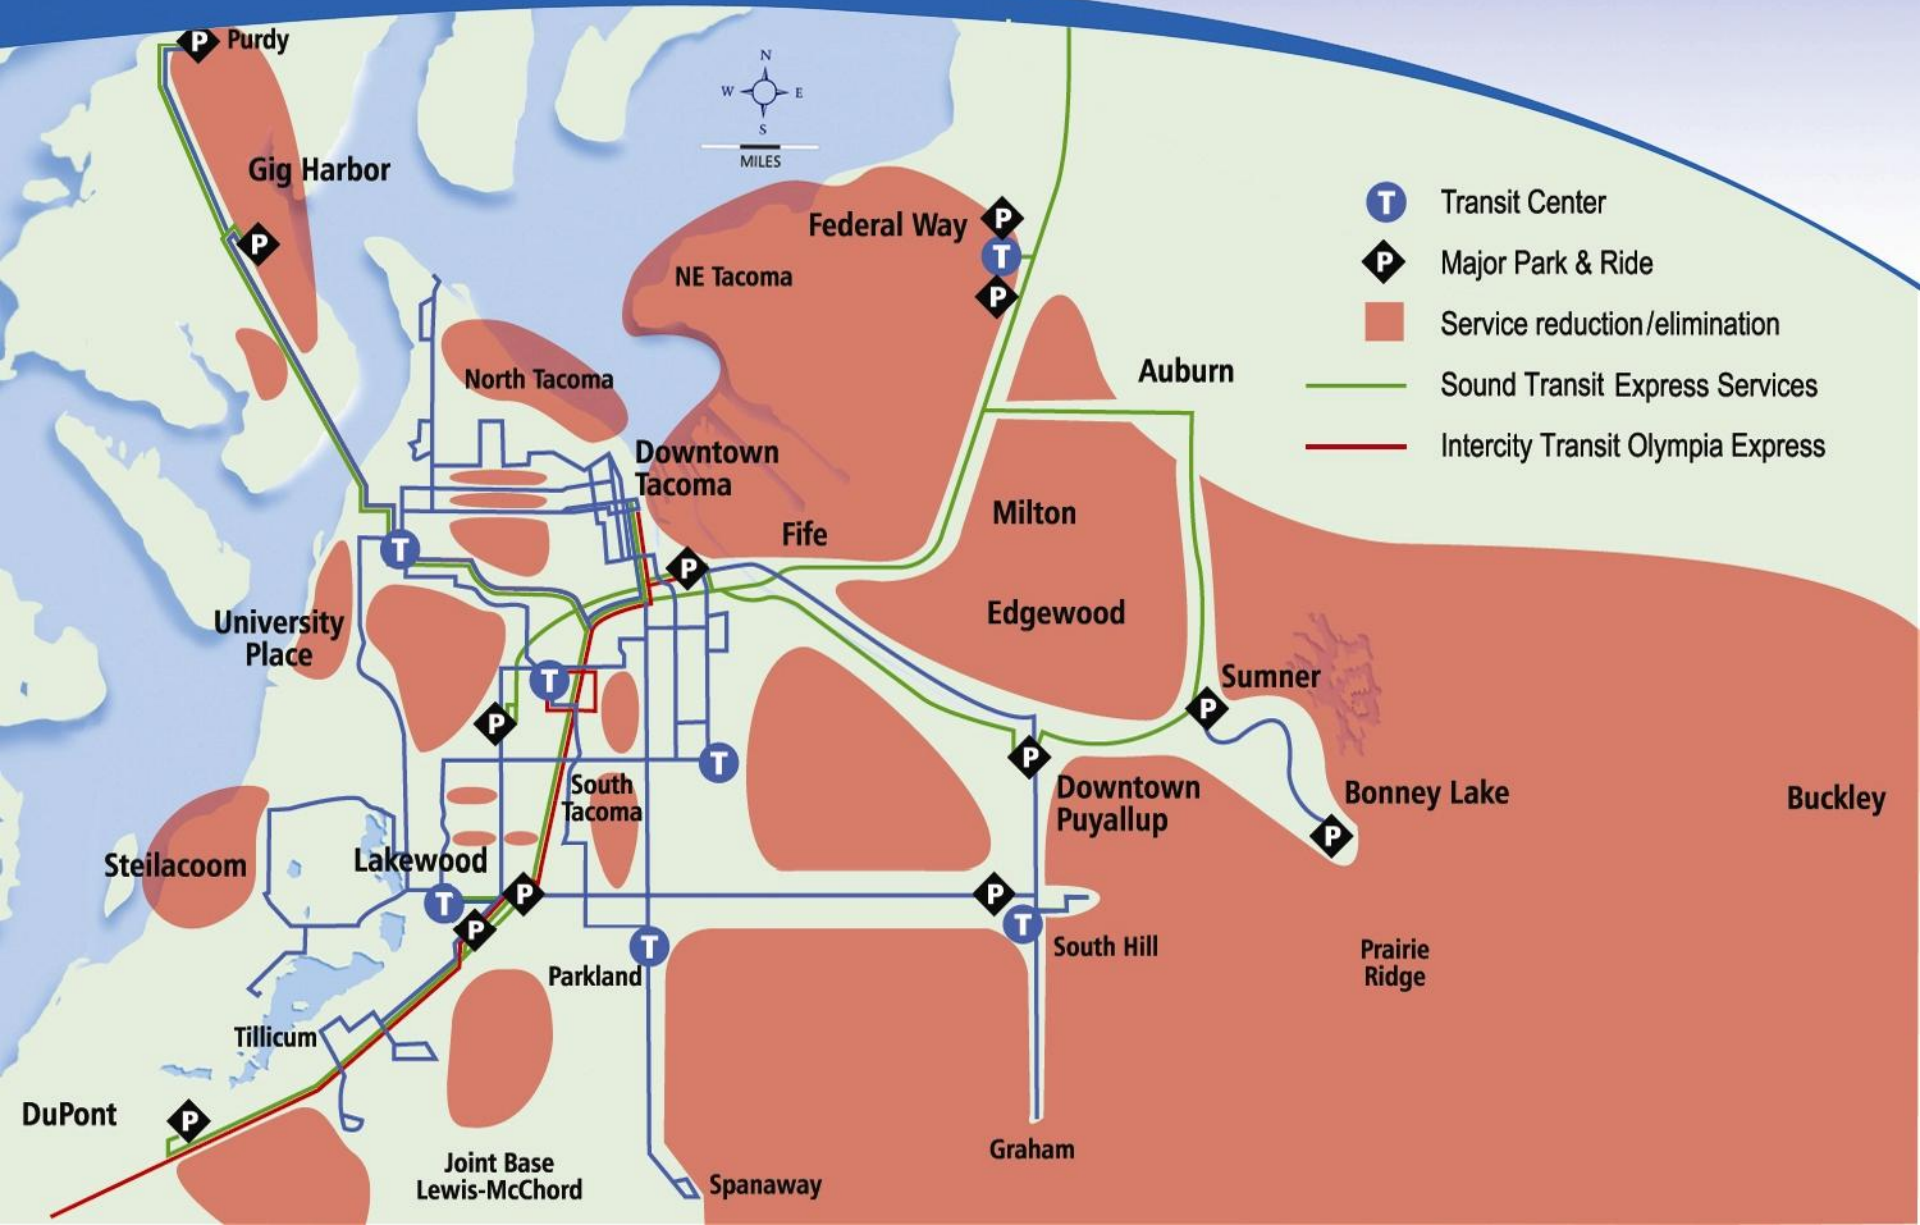 P Purdy
N
W E
S
MILES
Gig Harbor
P
Federal Way
P
T
P
NE Tacoma
T Transit Center
P Major Park & Ride
Service reduction/elimination
Sound Transit Express Services
Intercity Transit Olympia Express
North Tacoma
Auburn
Downtown
Tacoma
Milton
Fife
T
P
University
Place
Edgewood
T
P
T
Sumner
P
P
South
Tacoma
Downtown
Puyallup
Bonney Lake
P
Buckley
Steilacoom
Lakewood
T
P
P
P
T
T
Parkland
South Hill
Prairie
Ridge
Tillicum
DuPont
P
Joint Base
Lewis-McChord
Spanaway
Graham